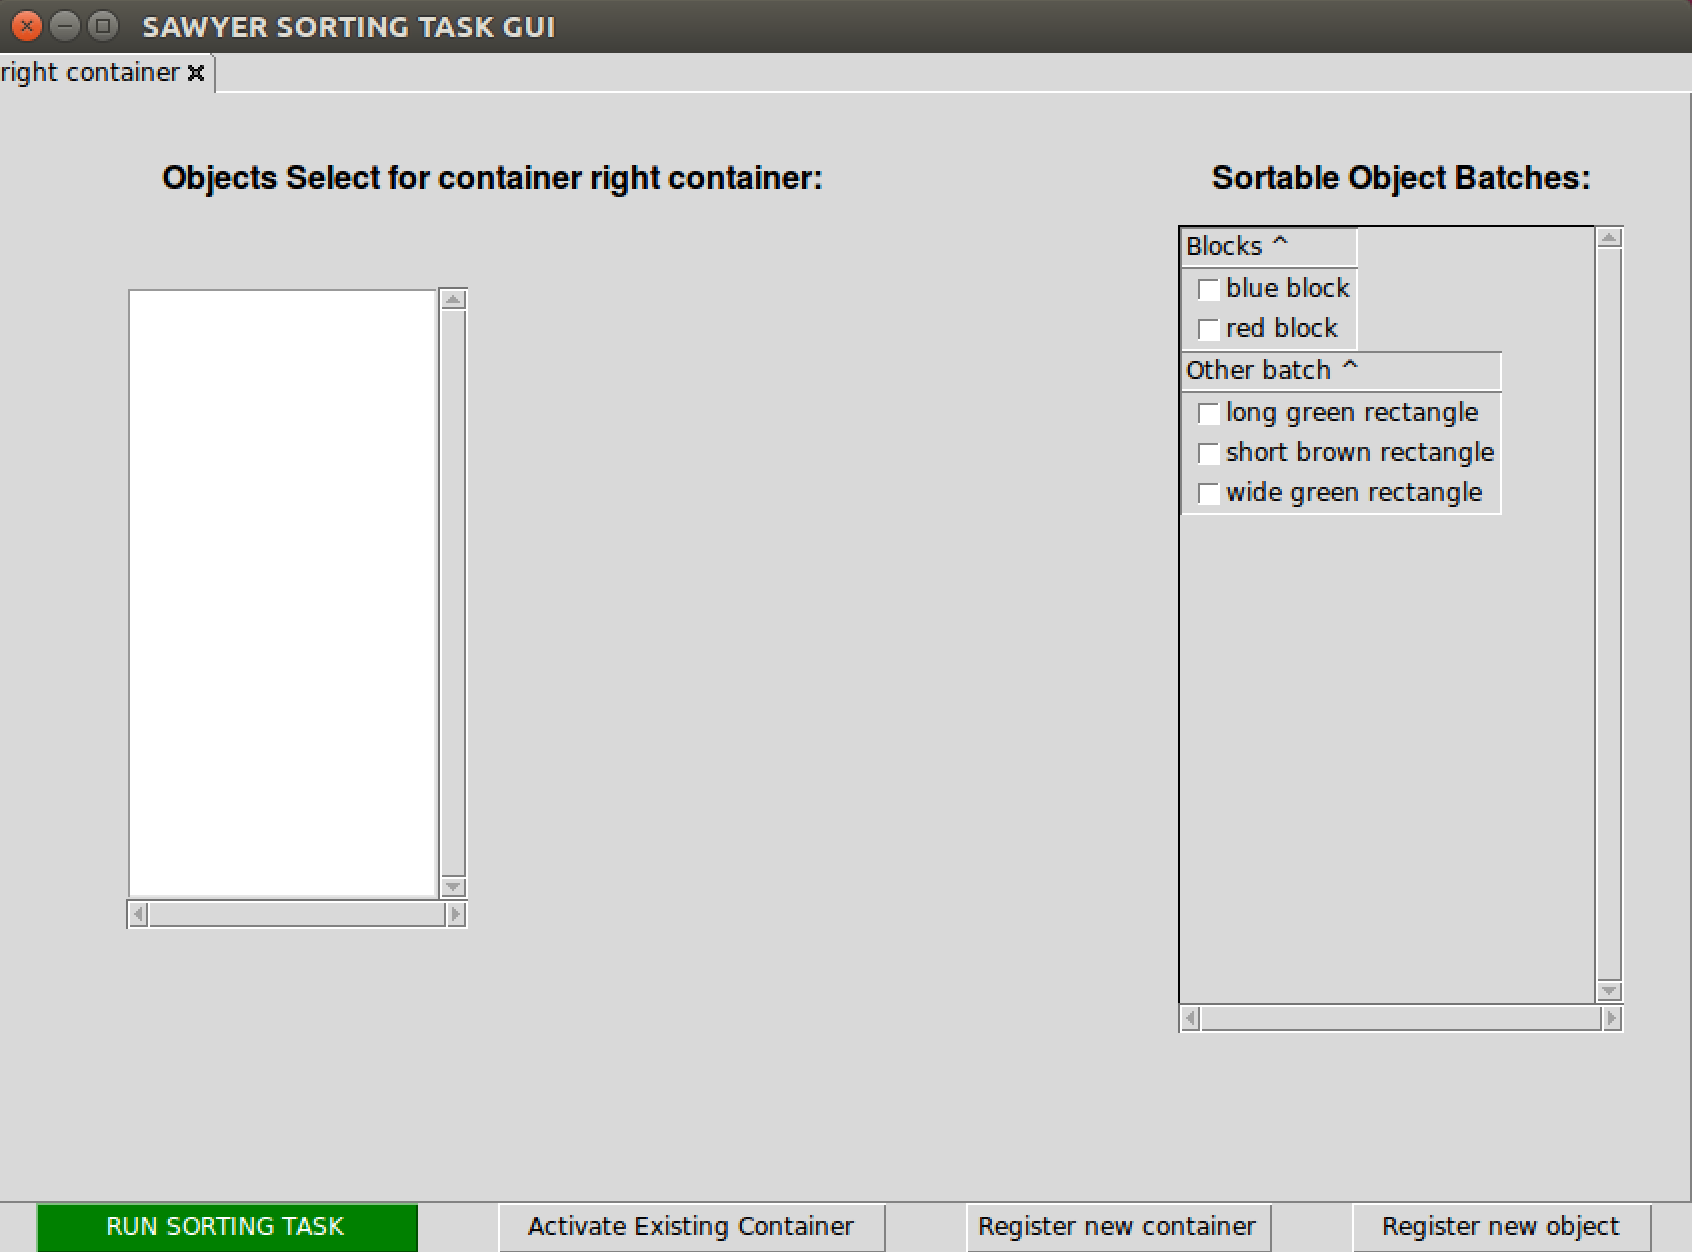 SAWYER SORTING TASK GUI
right container
Objects Select for container right container:
Sortable Object Batches:
Blocks ^
blue block
red block
Other batch ^
long green rectangle
short brown rectangle
wide green rectangle
RUN SORTING TASK
Activate Existing Container
Register new container
Register new object